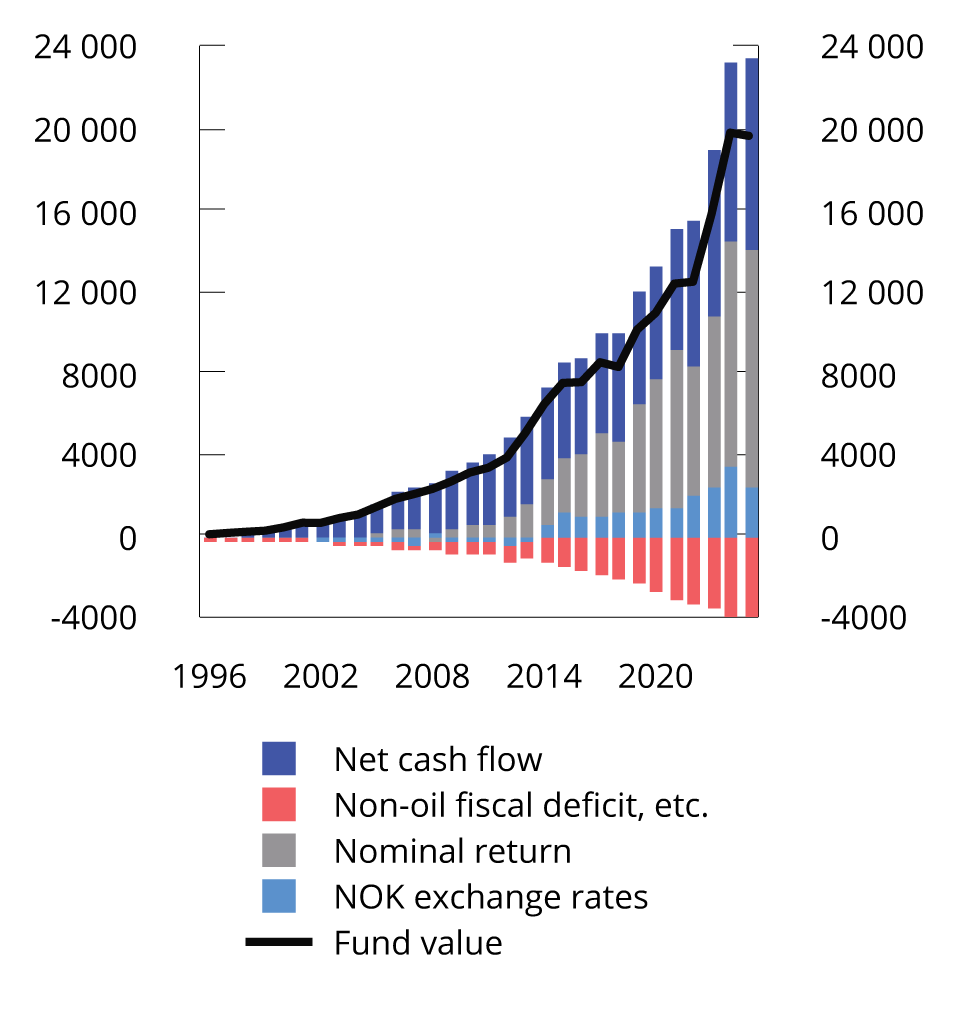 24 000 24 000
20 000 20 000
16 000 16 000
12 000 12 000
8000 8000
4000 4000
0 0
-4000 -4000
1996 2002 2008 2014 2020
Net cash flow
Non-oil fiscal deficit, etc.
Nominal return
NOK exchange rates
Fund value